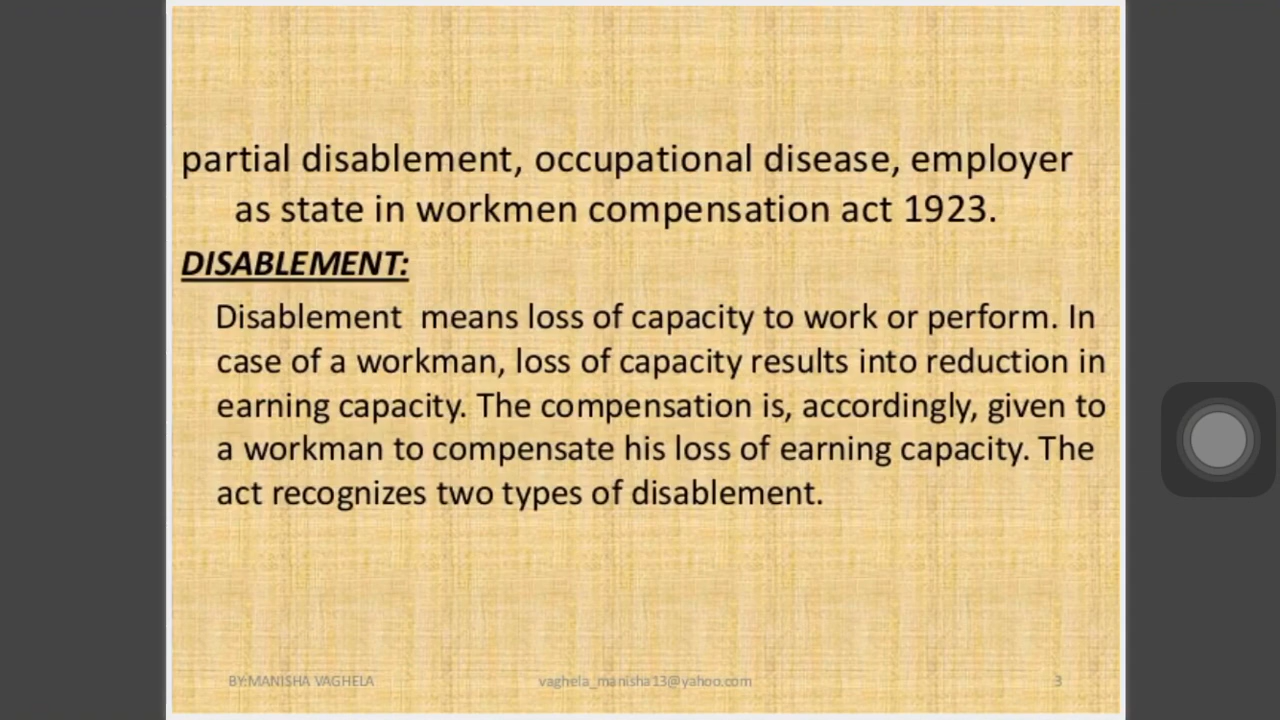 partial disablement, occupational disease, employer
as state in workmen compensation act 1923.
DISABLEMENT:
Disablement  means loss of capacity to work or perform. In
case of a workman, loss of capacity results into reduction in
earning capacity. The compensation is, accordingly, given to
a workman to compensate his loss of earning capacity. The
act recognizes two types of disablement.
BY:MANISHA VAGHELA vaghela_manisha13@yahoo.com 3